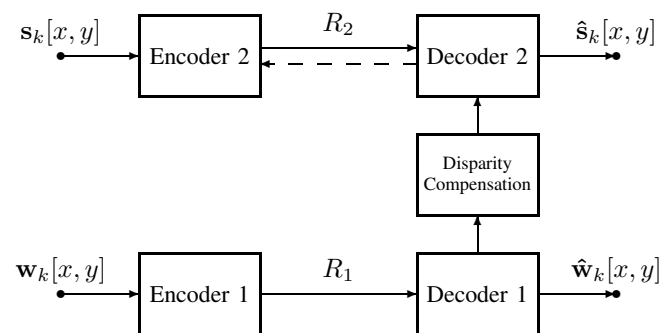 s_k[x, y]
Encoder 2
R_2
Decoder 2
ŝ_k[x, y]
Disparity
Compensation
w_k[x, y]
Encoder 1
R_1
Decoder 1
ŵ_k[x, y]